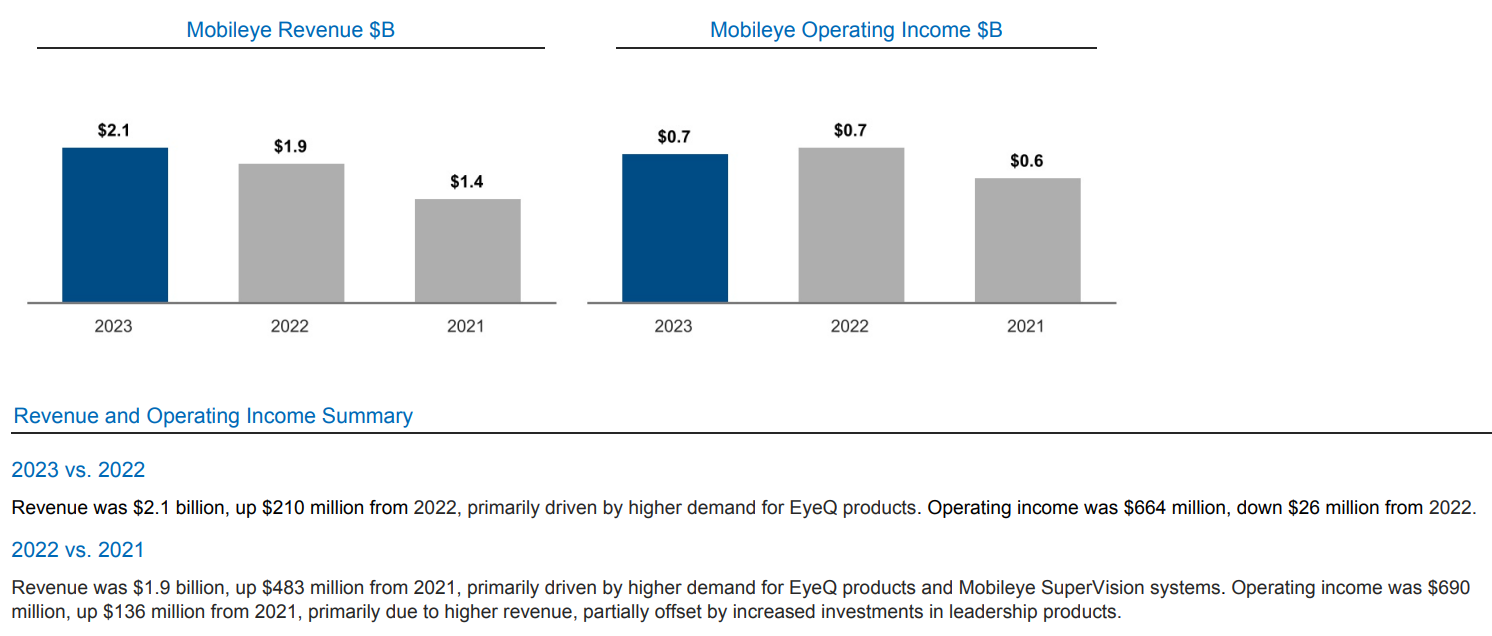 Mobileye Revenue $B
$2.1
$1.9
$1.4
2023 2022 2021
Mobileye Operating Income $B
$0.7
$0.7
$0.6
2023 2022 2021
Revenue and Operating Income Summary
2023 vs. 2022
Revenue was $2.1 billion, up $210 million from 2022, primarily driven by higher demand for EyeQ products. Operating income was $664 million, down $26 million from 2022.
2022 vs. 2021
Revenue was $1.9 billion, up $483 million from 2021, primarily driven by higher demand for EyeQ products and Mobileye SuperVision systems. Operating income was $690
million, up $136 million from 2021, primarily due to higher revenue, partially offset by increased investments in leadership products.